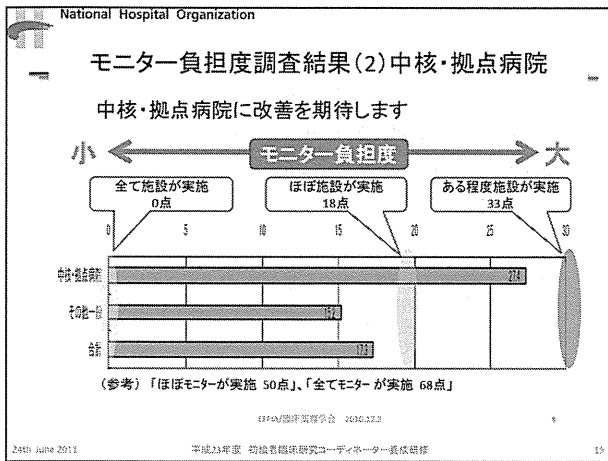 National Hospital Organization
モニター負担度調査結果(2)中核・拠点病院
中核・拠点病院に改善を期待します
小 モニター負担度 大
全て施設が実施
0点
ほぼ施設が実施
18点
ある程度施設が実施
33点
0 5 10 15 20 25 30
中核・拠点病院 27.4
その他一般
合計
(参考) 「ほぼモニターが実施 50点」、「全てモニターが実施 68点」
24th June 2011 平成23年度 初級者臨床研究コーディネーター養成研修